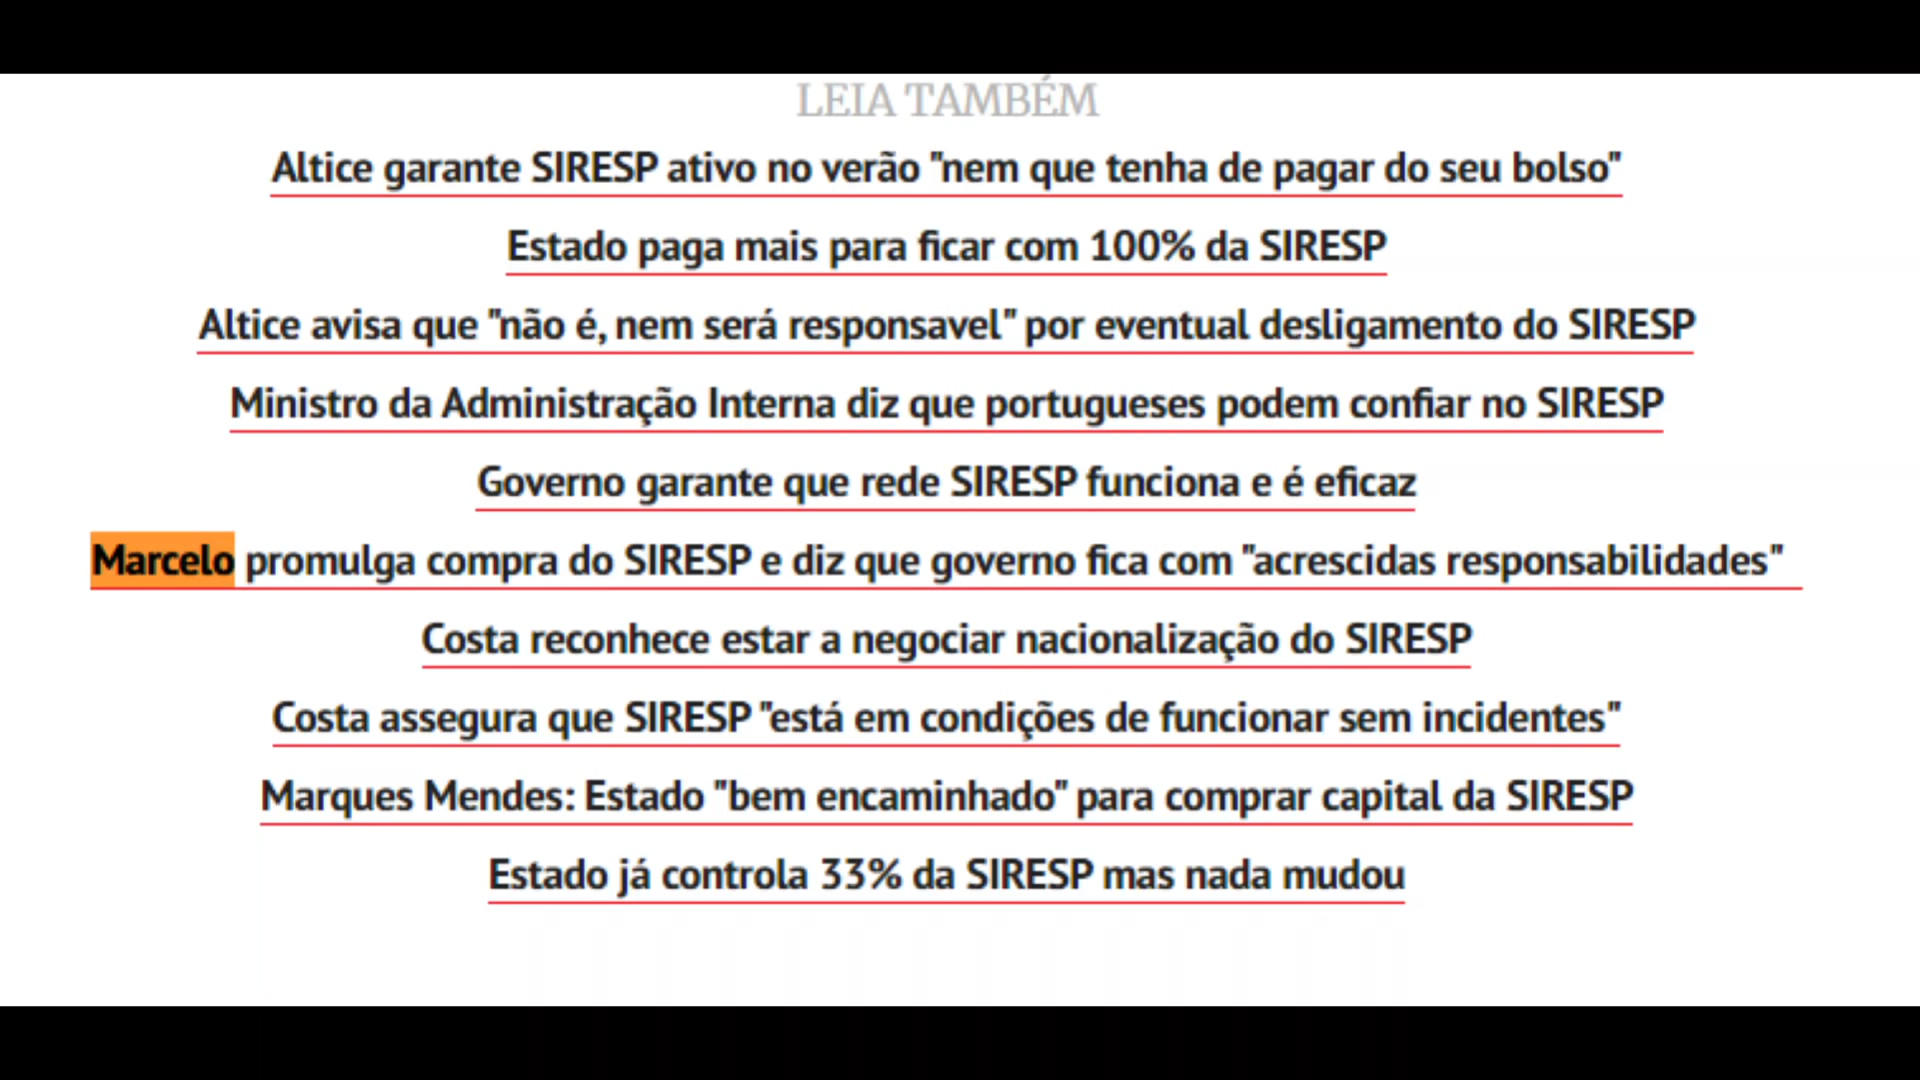 LEIA TAMBÉM
Altice garante SIRESP ativo no verão "nem que tenha de pagar do seu bolso"
Estado paga mais para ficar com 100% da SIRESP
Altice avisa que "não é, nem será responsavel" por eventual desligamento do SIRESP
Ministro da Administração Interna diz que portugueses podem confiar no SIRESP
Governo garante que rede SIRESP funciona e é eficaz
Marcelo promulga compra do SIRESP e diz que governo fica com "acrescidas responsabilidades"
Costa reconhece estar a negociar nacionalização do SIRESP
Costa assegura que SIRESP "está em condições de funcionar sem incidentes"
Marques Mendes: Estado "bem encaminhado" para comprar capital da SIRESP
Estado já controla 33% da SIRESP mas nada mudou